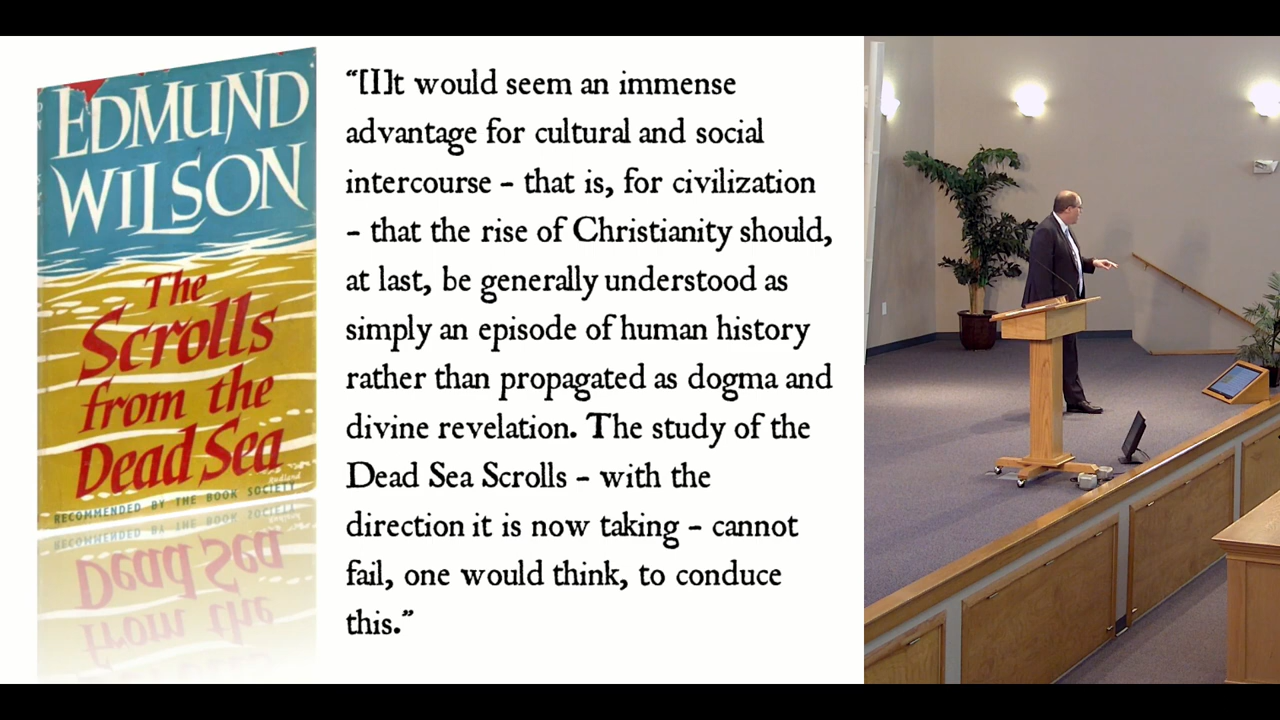 EDMUND
WILSON
The
Scrolls
from the
Dead Sea
RECOMMENDED BY THE BOOK SOCIETY
“[I]t would seem an immense
advantage for cultural and social
intercourse – that is, for civilization
– that the rise of Christianity should,
at last, be generally understood as
simply an episode of human history
rather than propagated as dogma and
divine revelation. The study of the
Dead Sea Scrolls – with the
direction it is now taking – cannot
fail, one would think, to conduce
this.”